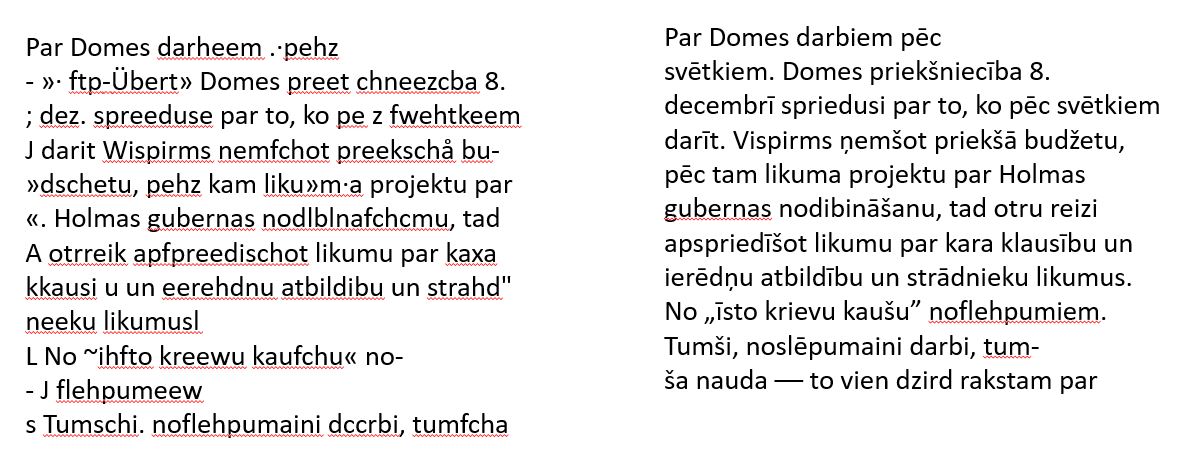 Par Domes darheem .·pehz
- »· ftp-Übert» Domes preet chneezcba 8.
; dez. spreeduse par to, ko pe z fwehtkeem
J darit Wispirms nemfchot preekschå bu-
»dschetu, pehz kam liku»m·a projektu par
«. Holmas gubernas nodlblnafchcmu, tad
A otrreik apfpreedischot likumu par kaxa
kkausi u un eerehdnu atbildibu un strahd"
neeku likumusl
L No ~ihfto kreewu kaufchu« no-
- J flehpumeew
s Tumschi. noflehpumaini dccrbi, tumfcha
Par Domes darbiem pēc
svētkiem. Domes priekšniecība 8.
decembrī spriedusi par to, ko pēc svētkiem
darīt. Vispirms ņemšot priekšā budžetu,
pēc tam likuma projektu par Holmas
gubernas nodibināšanu, tad otru reizi
apspriedīšot likumu par kara klausību un
ierēdņu atbildību un strādnieku likumus.
No „īsto krievu kaušu” noflehpumiem.
Tumši, noslēpumaini darbi, tum-
ša nauda — to vien dzird rakstam par